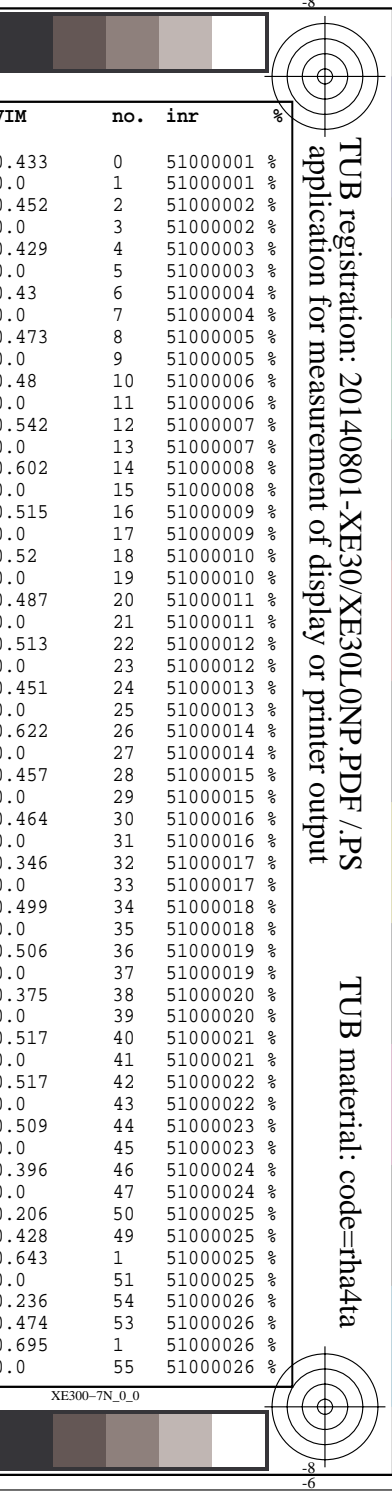 -8
VIM no. inr %
0.433 0 51000001 %
0.0 1 51000001 %
0.452 2 51000002 %
0.0 3 51000002 %
0.429 4 51000003 %
0.0 5 51000003 %
0.43 6 51000004 %
0.0 7 51000004 %
0.473 8 51000005 %
0.0 9 51000005 %
0.48 10 51000006 %
0.0 11 51000006 %
0.542 12 51000007 %
0.0 13 51000007 %
0.602 14 51000008 %
0.0 15 51000008 %
0.515 16 51000009 %
0.0 17 51000009 %
0.52 18 51000010 %
0.0 19 51000010 %
0.487 20 51000011 %
0.0 21 51000011 %
0.513 22 51000012 %
0.0 23 51000012 %
0.451 24 51000013 %
0.0 25 51000013 %
0.622 26 51000014 %
0.0 27 51000014 %
0.457 28 51000015 %
0.0 29 51000015 %
0.464 30 51000016 %
0.0 31 51000016 %
0.346 32 51000017 %
0.0 33 51000017 %
0.499 34 51000018 %
0.0 35 51000018 %
0.506 36 51000019 %
0.0 37 51000019 %
0.375 38 51000020 %
0.0 39 51000020 %
0.517 40 51000021 %
0.0 41 51000021 %
0.517 42 51000022 %
0.0 43 51000022 %
0.509 44 51000023 %
0.0 45 51000023 %
0.396 46 51000024 %
0.0 47 51000024 %
0.206 50 51000025 %
0.428 49 51000025 %
0.643 1 51000025 %
0.0 51 51000025 %
0.236 54 51000026 %
0.474 53 51000026 %
0.695 1 51000026 %
0.0 55 51000026 %
XE300−7N_0_0
TUB registration: 20140801-XE30/XE30L0NP.PDF /.PS TUB material: code=rha4ta
application for measurement of display or printer output
-8
-6